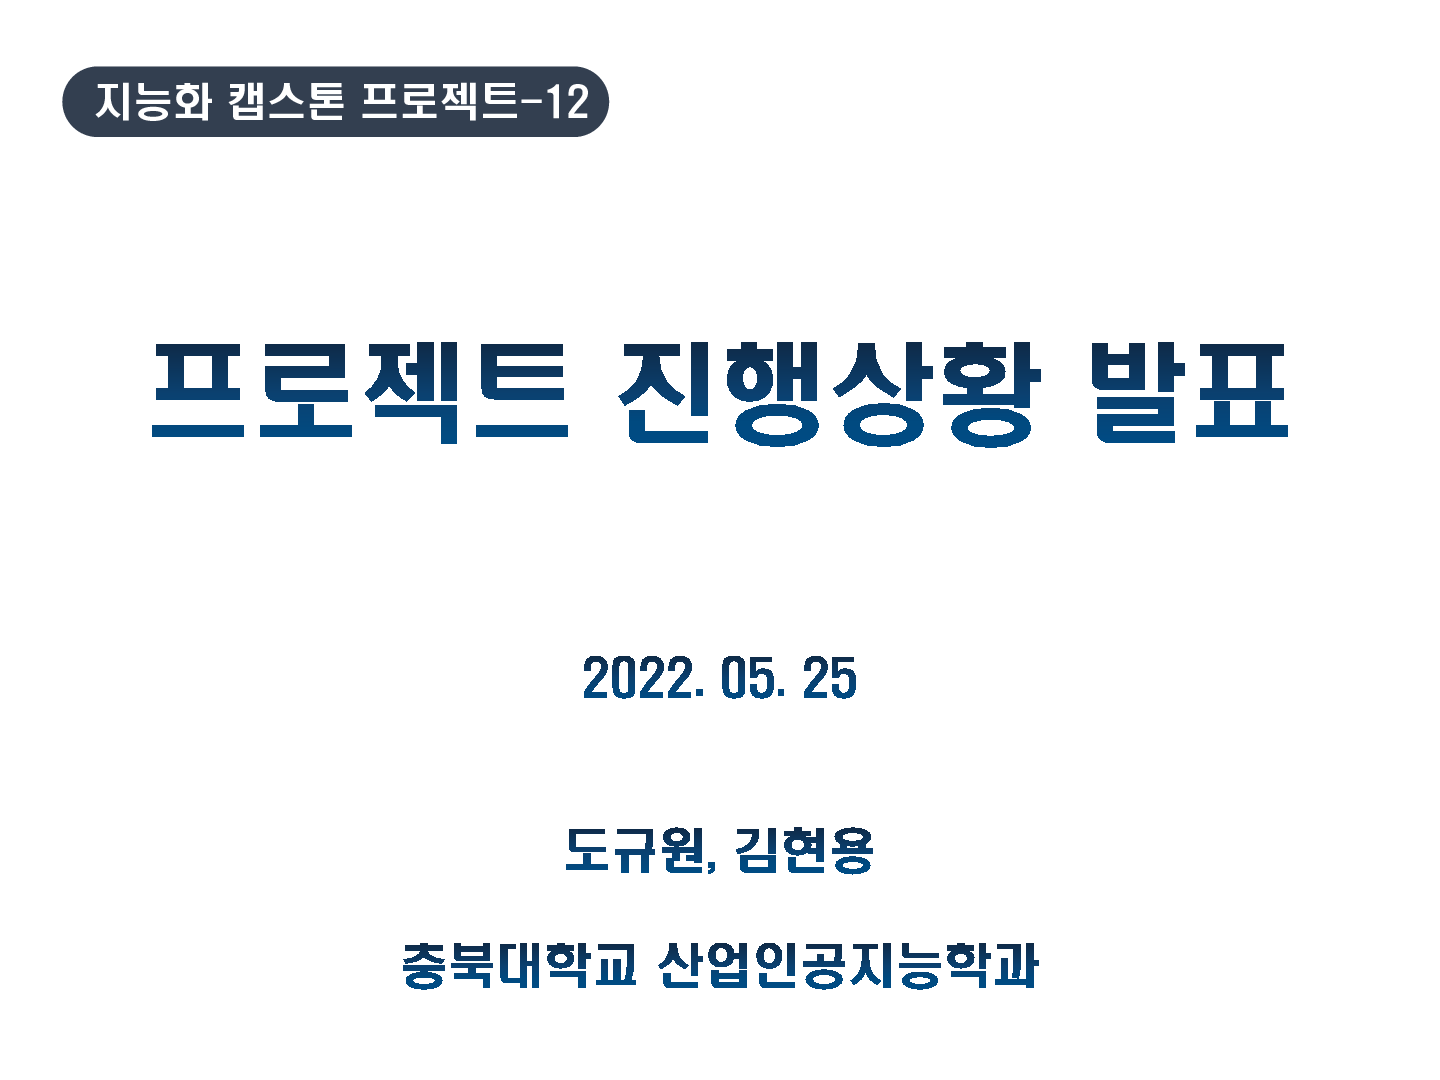 지능화 캡스톤 프로젝트-12
프로젝트 진행상황 발표
2022. 05. 25
도규원, 김현용
충북대학교 산업인공지능학과